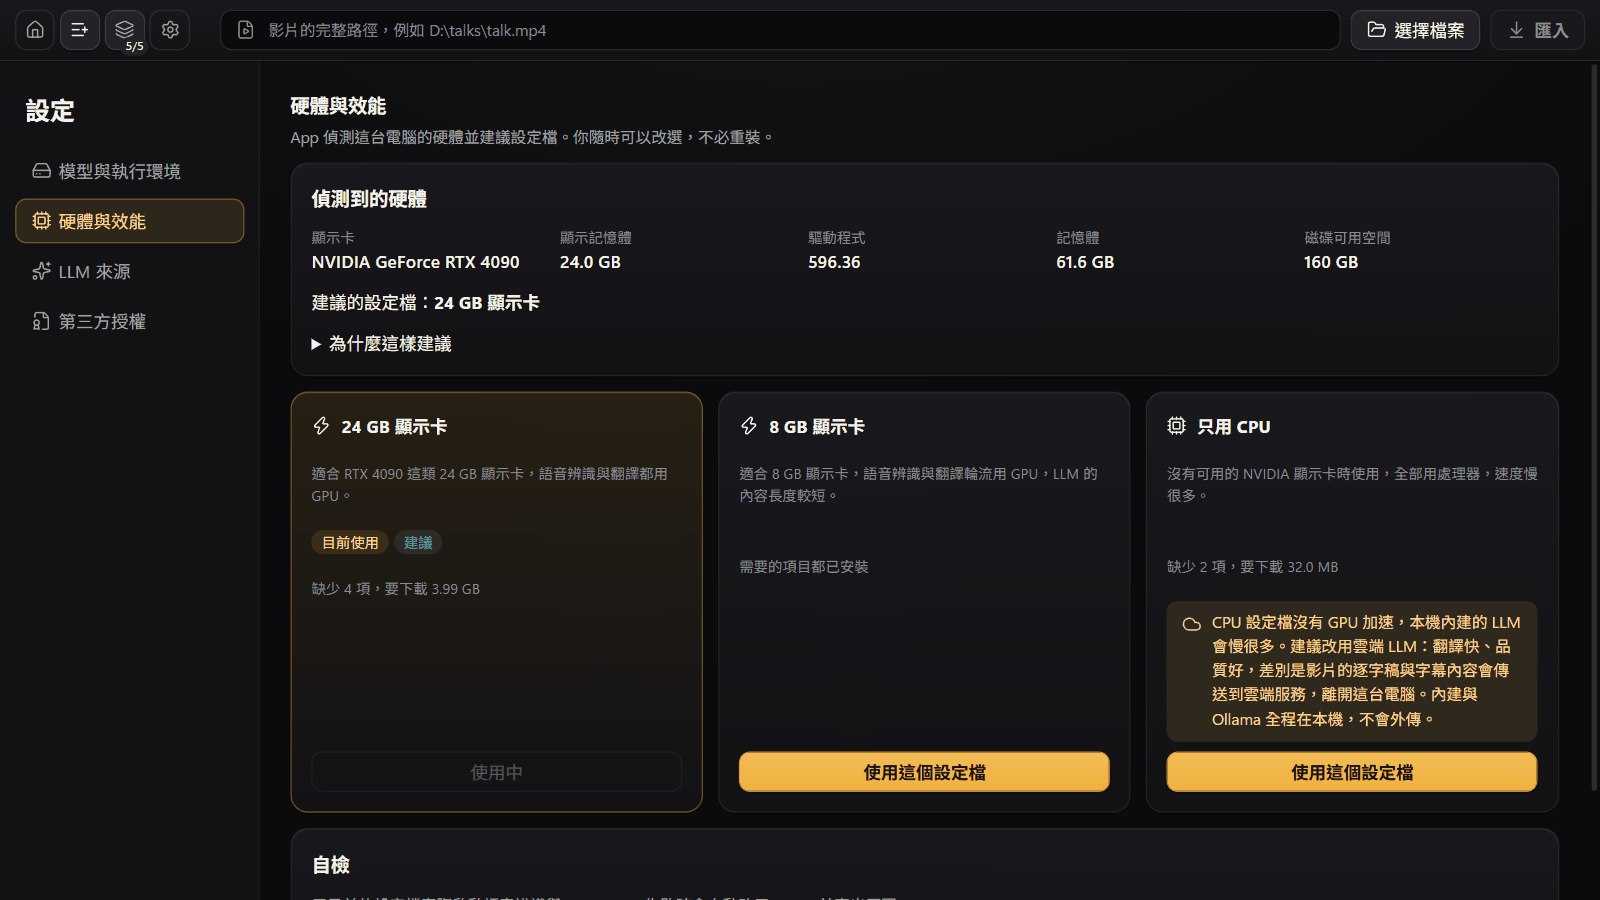 5/5
影片的完整路徑，例如 D:\talks\talk.mp4
選擇檔案
匯入
設定
模型與執行環境
硬體與效能
LLM 來源
第三方授權
硬體與效能
App 偵測這台電腦的硬體並建議設定檔。你隨時可以改選，不必重裝。
偵測到的硬體
顯示卡
NVIDIA GeForce RTX 4090
顯示記憶體
24.0 GB
驅動程式
596.36
記憶體
61.6 GB
磁碟可用空間
160 GB
建議的設定檔：24 GB 顯示卡
為什麼這樣建議
24 GB 顯示卡
適合 RTX 4090 這類 24 GB 顯示卡，語音辨識與翻譯都用
GPU。
目前使用
建議
缺少 4 項，要下載 3.99 GB
使用中
8 GB 顯示卡
適合 8 GB 顯示卡，語音辨識與翻譯輪流用 GPU，LLM 的
內容長度較短。
需要的項目都已安裝
使用這個設定檔
只用 CPU
沒有可用的 NVIDIA 顯示卡時使用，全部用處理器，速度慢
很多。
缺少 2 項，要下載 32.0 MB
CPU 設定檔沒有 GPU 加速，本機內建的 LLM
會慢很多。建議改用雲端 LLM：翻譯快、品
質好，差別是影片的逐字稿與字幕內容會傳
送到雲端服務，離開這台電腦。內建與
Ollama 全程在本機，不會外傳。
使用這個設定檔
自檢